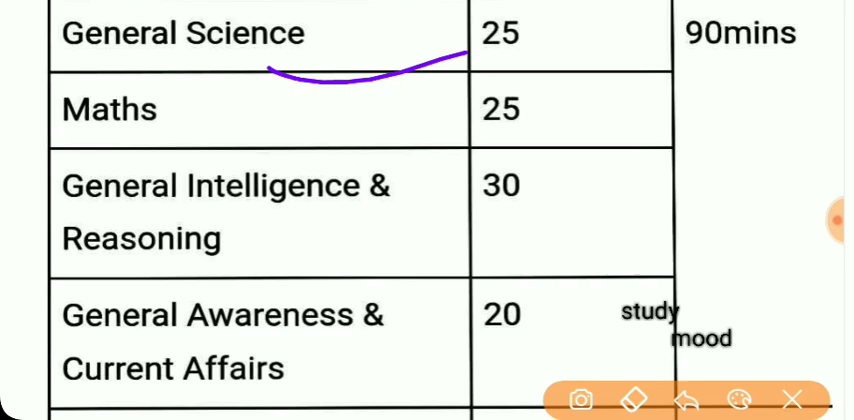 General Science 25 90mins
Maths 25
General Intelligence & 30
Reasoning
General Awareness & 20
Current Affairs
study
mood